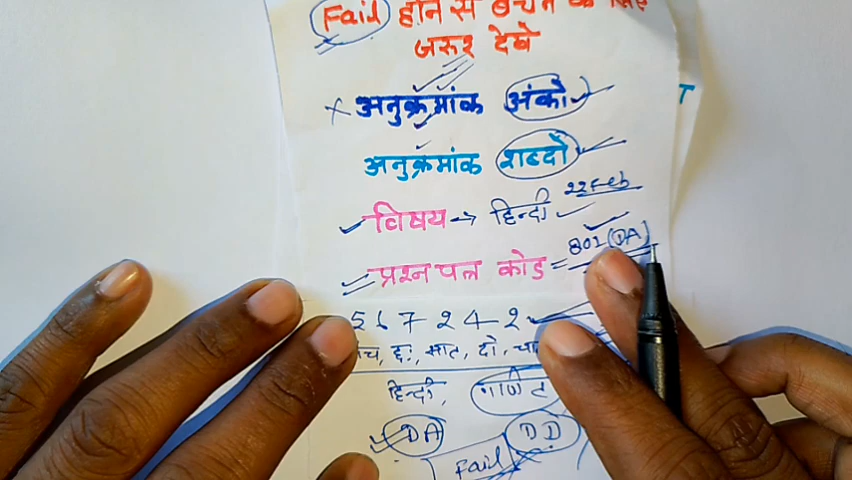 Fail होने से बचने के लिए
जरूर देखे
अनुक्रमांक अंको
अनुक्रमांक शब्दों
22 Feb
विषय → हिन्दी
801 (DA)
प्रश्न पत्र कोड =
567242
छ:, सात, दो,
हिन्दी, गणित
DA DD
Fail